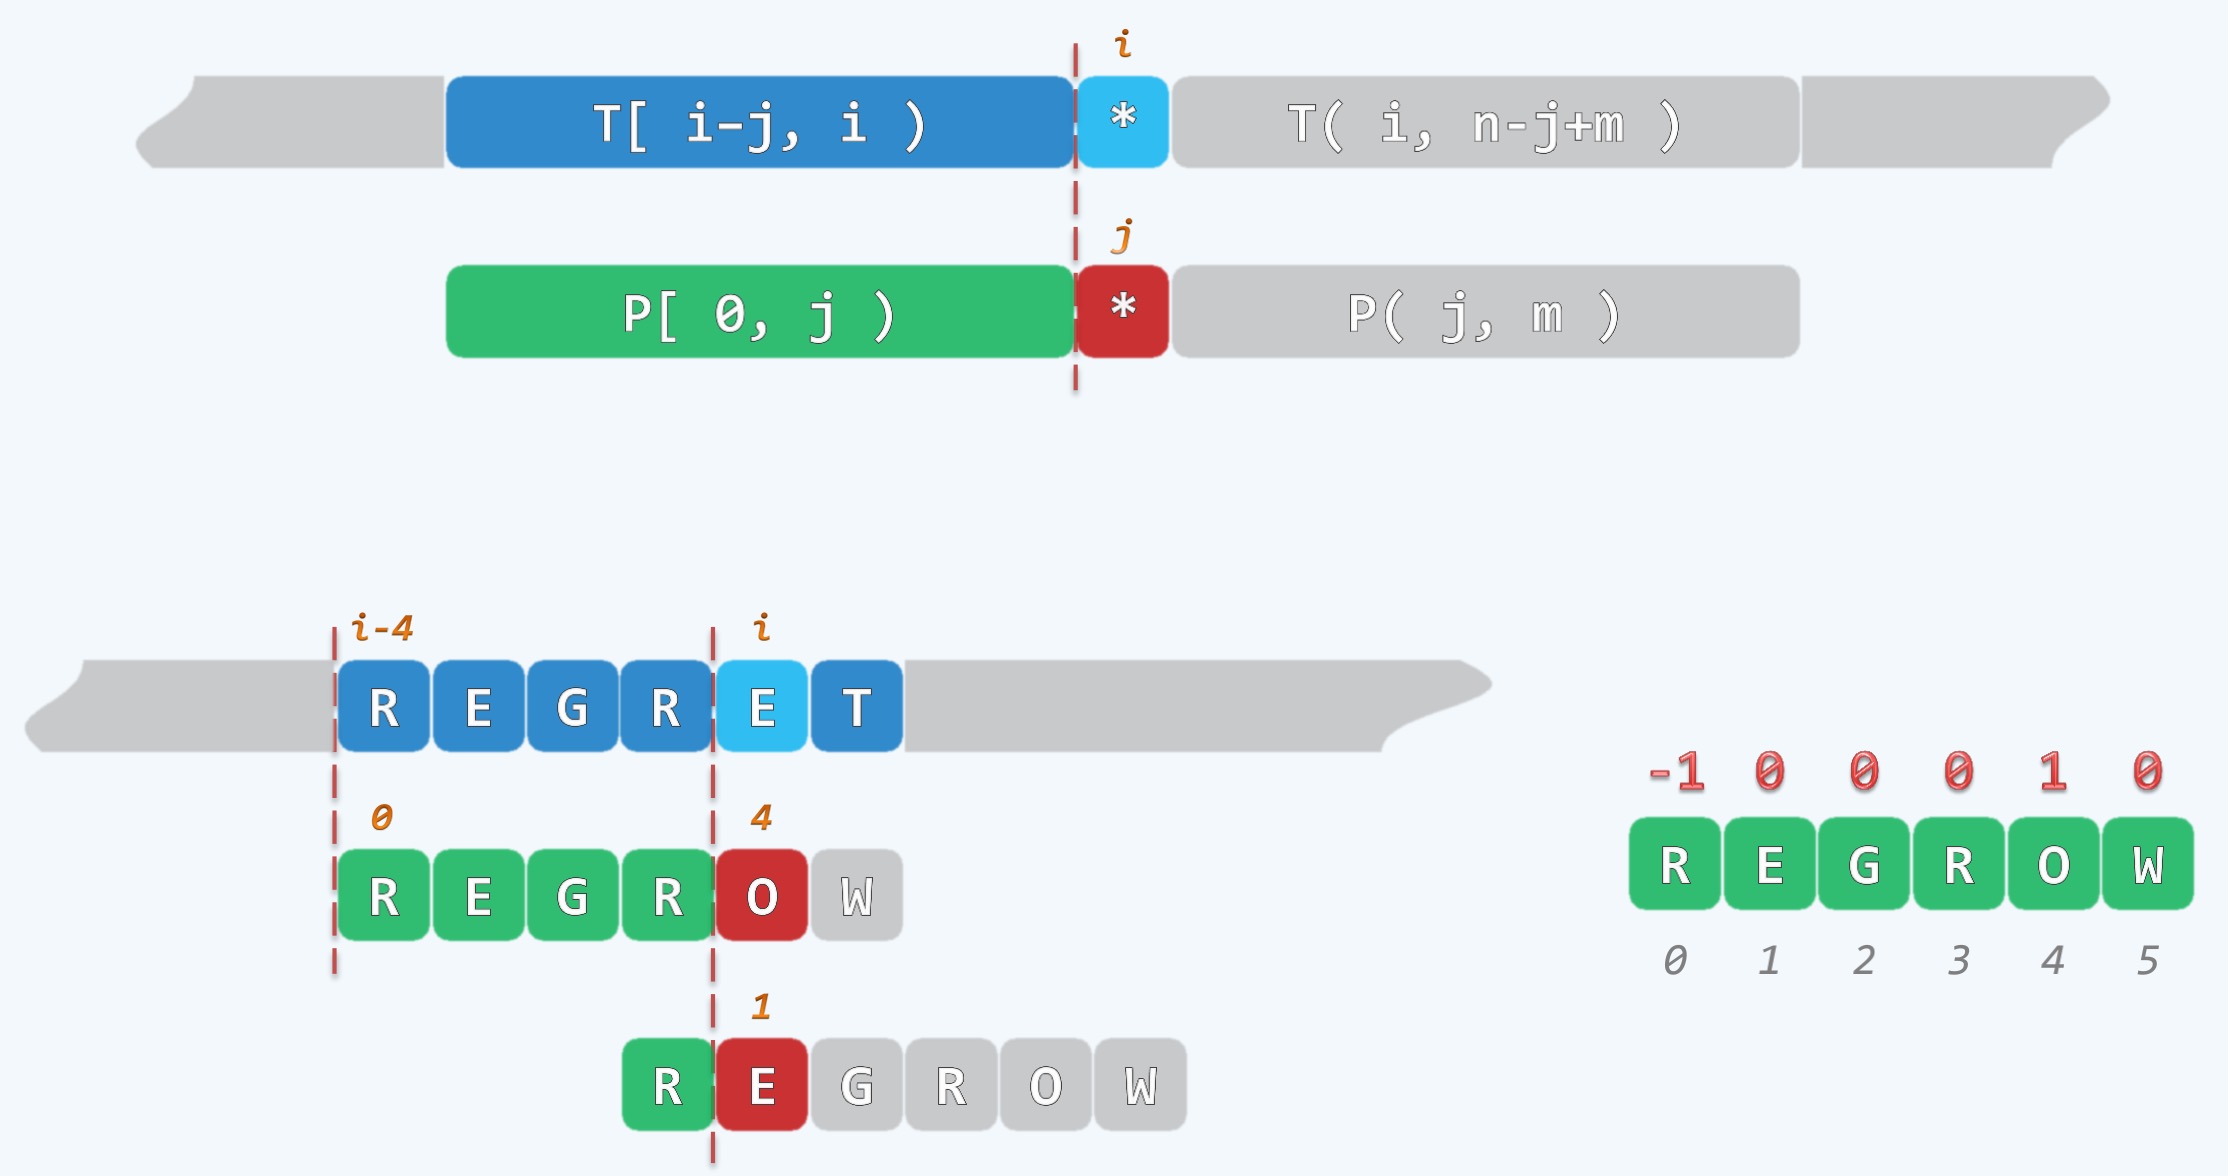 i
T[ i-j, i ) * T( i, n-j+m )
j
P[ 0, j ) * P( j, m )
i-4 i
R E G R E T
0 4
R E G R O W
1
R E G R O W
-1 0 0 0 1 0
R E G R O W
0 1 2 3 4 5